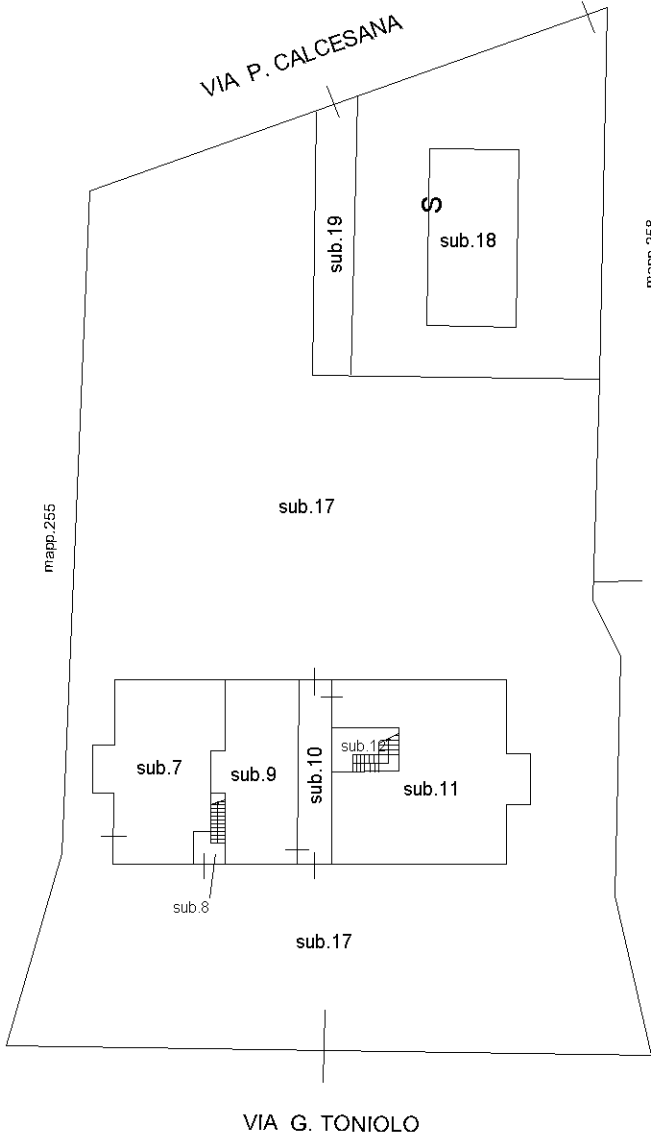 VIA P. CALCESANA
sub.19
S
sub.18
mapp.258
sub.17
mapp.255
sub.7
sub.9
sub.10
sub.12
sub.11
sub.8
sub.17
VIA G. TONIOLO